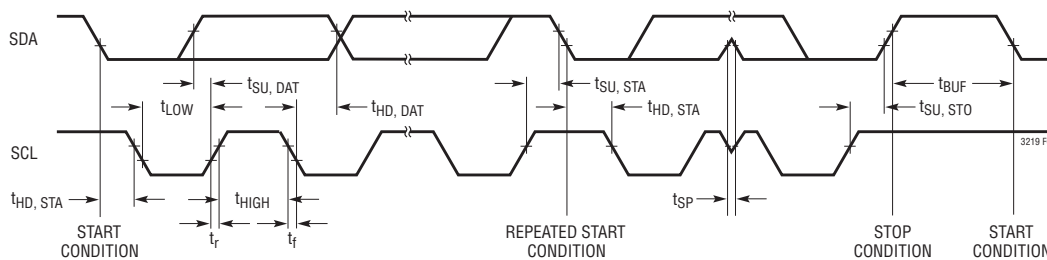 SDA
tSU, DAT
tSU, STA
tBUF
tLOW
tHD, DAT
tHD, STA
tSU, STO
SCL
3219 F
tHD, STA
tHIGH
tSP
tr
tf
START
CONDITION
REPEATED START
CONDITION
STOP
CONDITION
START
CONDITION